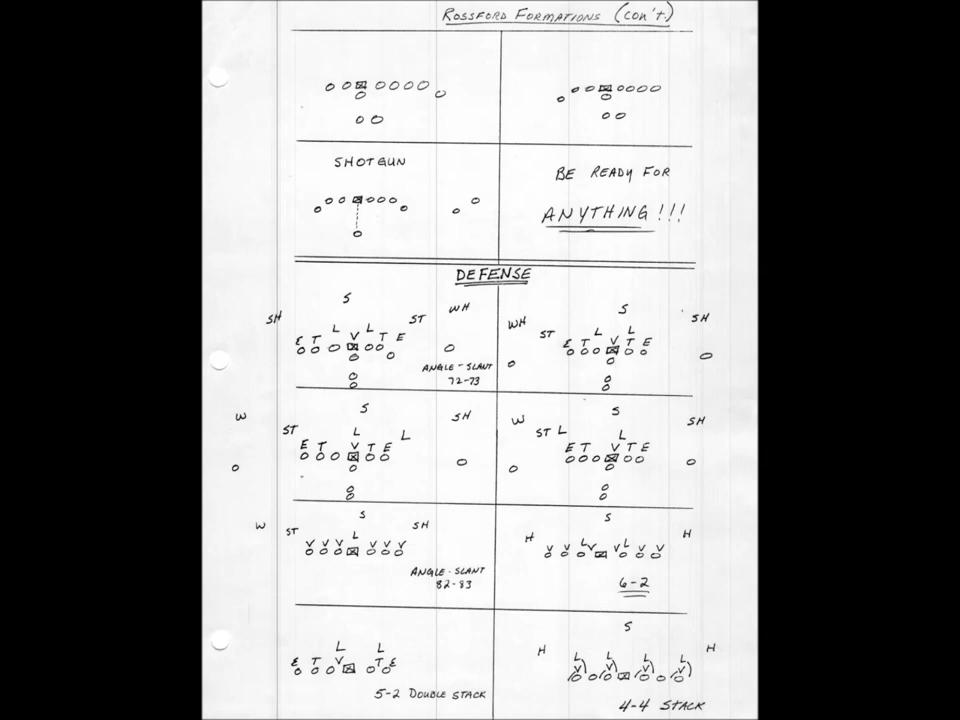 ROSSFORD FORMATIONS (CON'T.)
SHOTGUN
BE READY FOR
ANYTHING!!!
DEFENSE
S
SH ST WH
L L
E T V T E
ANGLE-SLANT
72-73
S
WH SH
ST L L
E T V T E
S
W SH
ST L L
E T V T E
S
W SH
ST L L
E T V T E
S
W ST SH
L
V V V V V V
ANGLE-SLANT
82-83
S
H H
V V L V V L V V
6-2
L L
E T V T E
5-2 DOUBLE STACK
S
H H
L L L L
V V V V
4-4 STACK